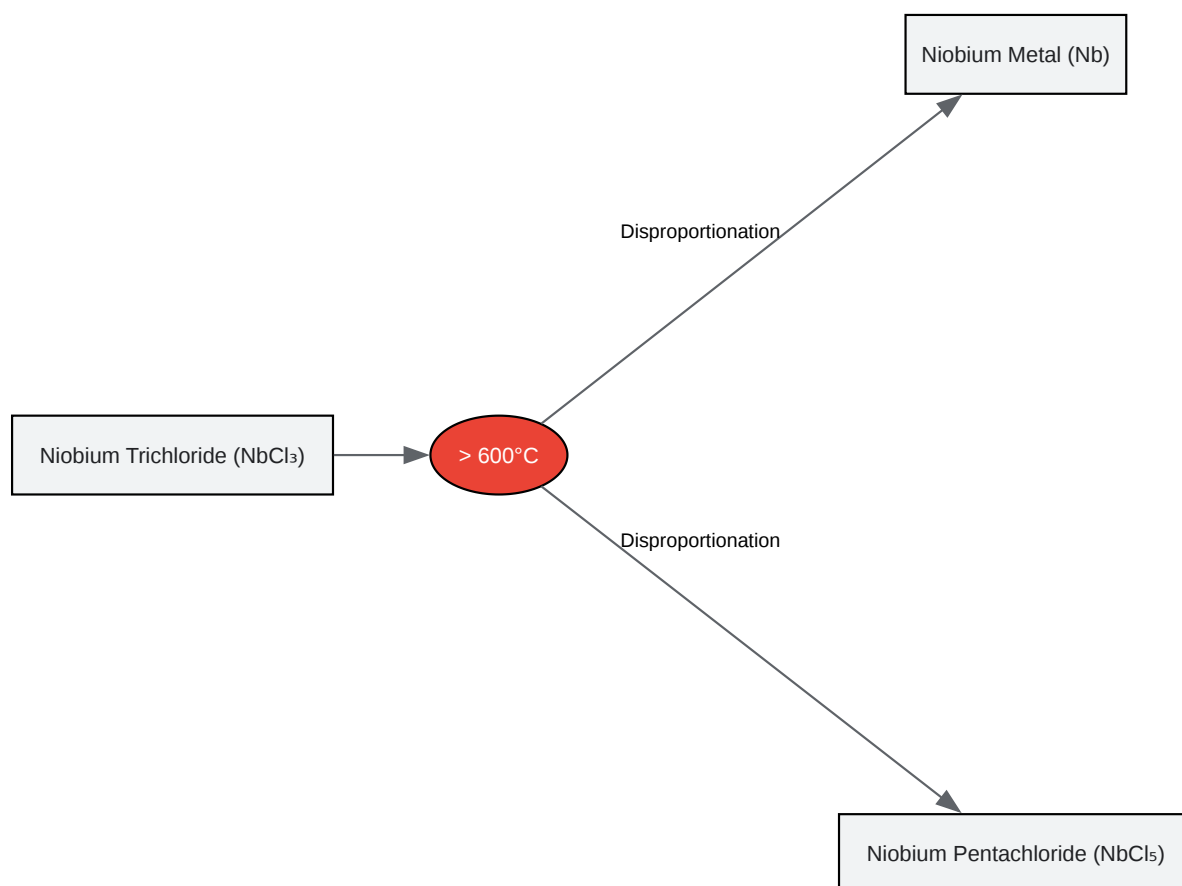 Niobium Metal (Nb)
Disproportionation
Niobium Trichloride (NbCl₃)
> 600°C
Disproportionation
Niobium Pentachloride (NbCl₅)